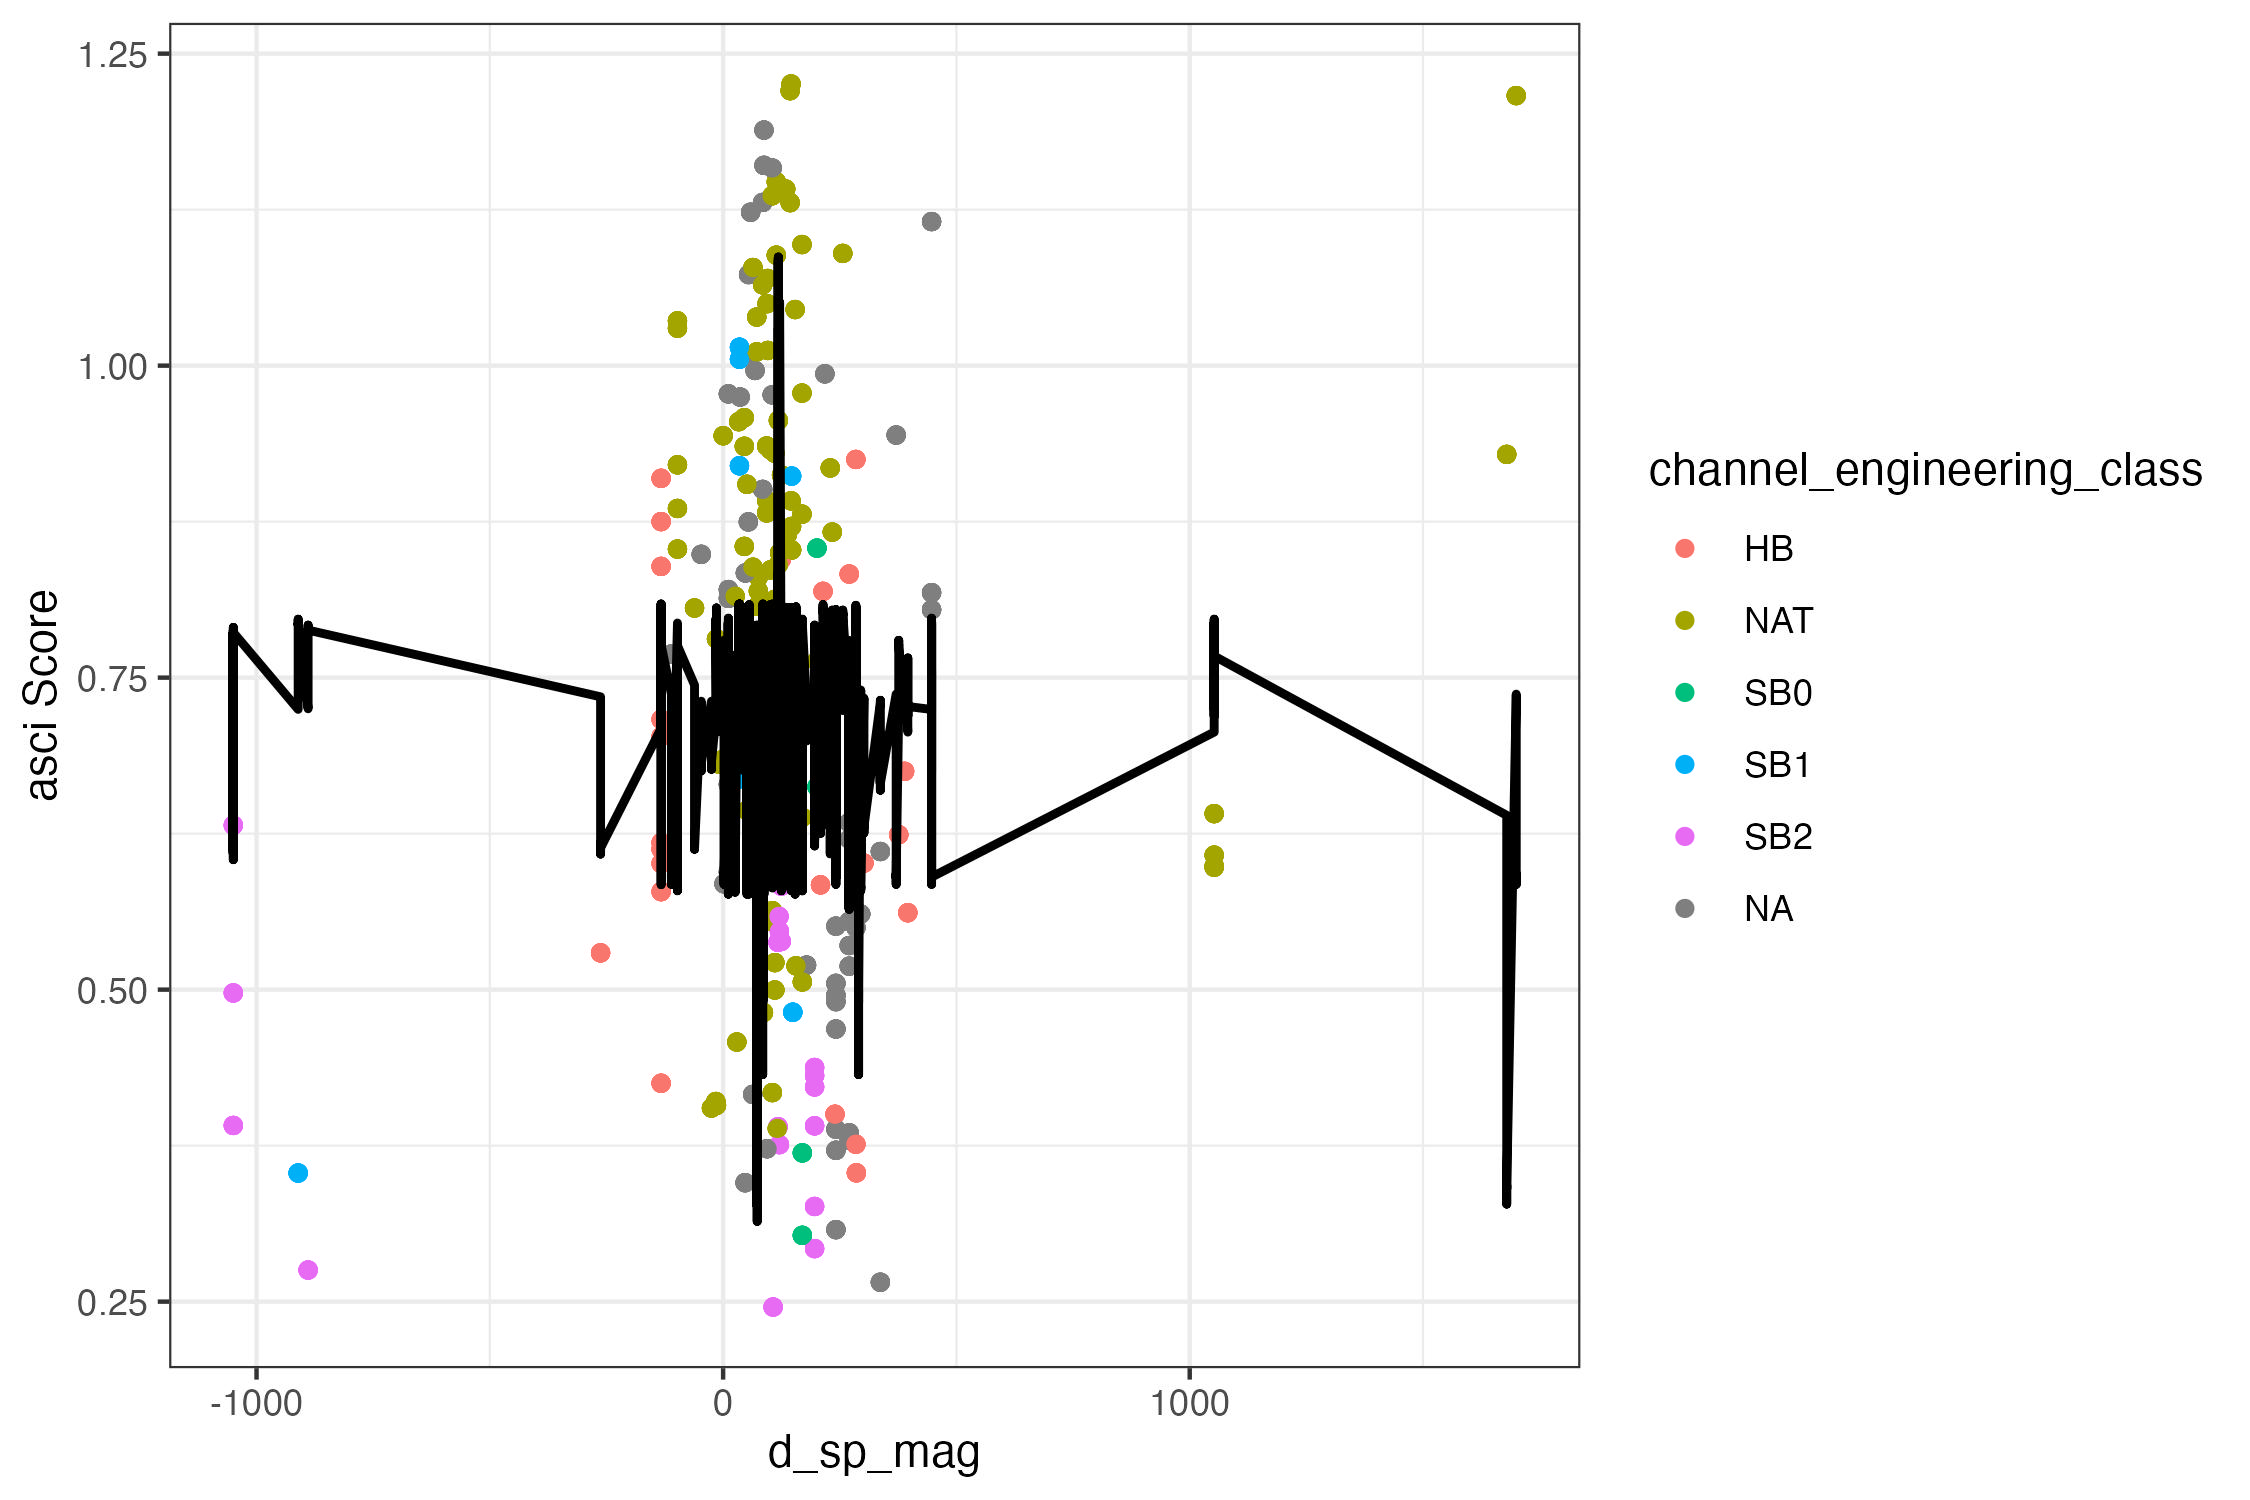 1.25
1.00
0.75
0.50
0.25
asci Score
-1000
0
1000
d_sp_mag
channel_engineering_class
HB
NAT
SB0
SB1
SB2
NA